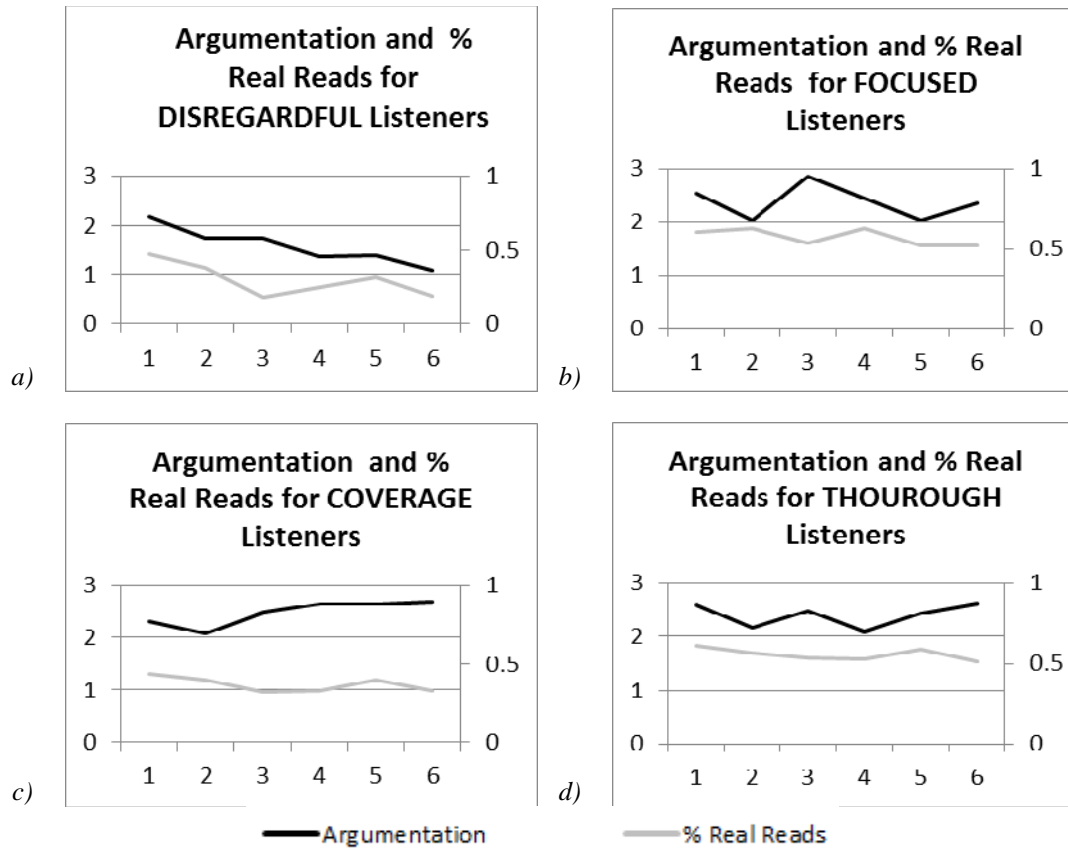 Argumentation and %
Real Reads for
DISREGARDFUL Listeners
3
2
1
0
1
0.5
0
1 2 3 4 5 6
a)
Argumentation and % Real
Reads for FOCUSED
Listeners
3
2
1
0
1
0.5
0
1 2 3 4 5 6
b)
Argumentation and %
Real Reads for COVERAGE
Listeners
3
2
1
0
1
0.5
0
1 2 3 4 5 6
c)
Argumentation and % Real
Reads for THOUROUGH
Listeners
3
2
1
0
1
0.5
0
1 2 3 4 5 6
d)
Argumentation % Real Reads